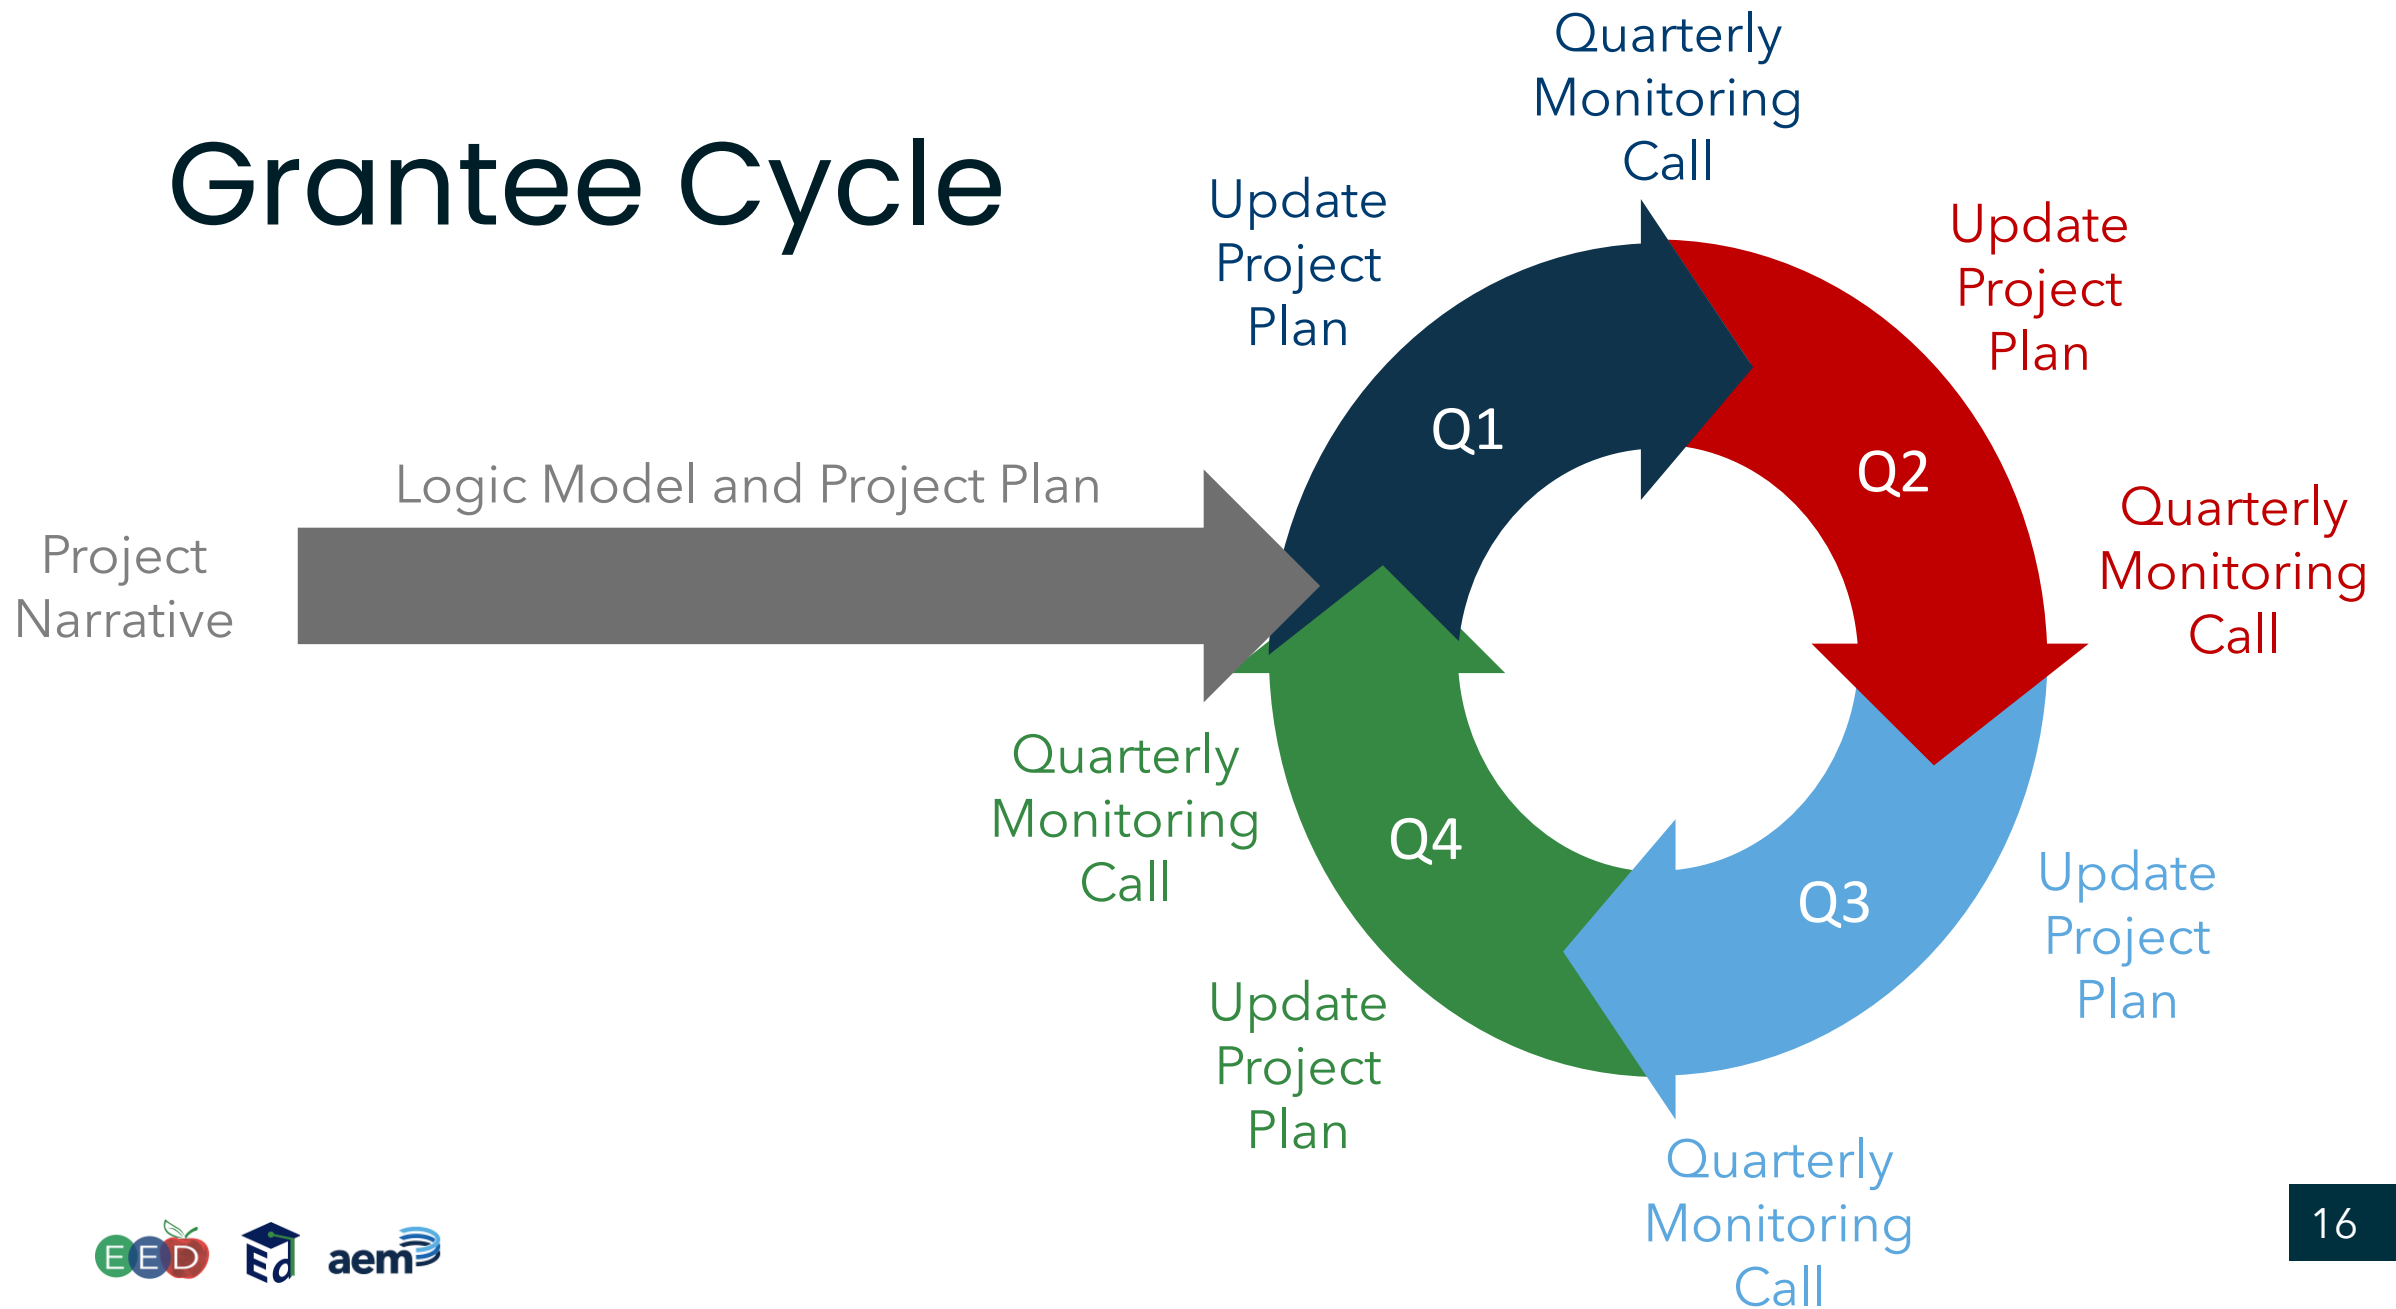 Grantee Cycle
Project
Narrative
Logic Model and Project Plan
Update
Project
Plan
Quarterly
Monitoring
Call
Q1
Update
Project
Plan
Q2
Quarterly
Monitoring
Call
Update
Project
Plan
Q3
Quarterly
Monitoring
Call
Update
Project
Plan
Q4
Quarterly
Monitoring
Call
EED
Ed
aem
16